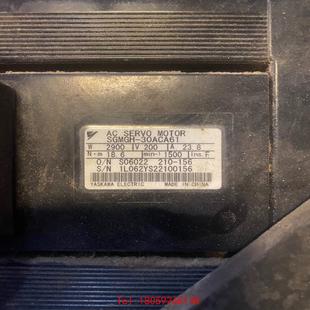 AC SERVO MOTOR
SGMGH-30ACA61
W 2900 V 200 A 23.8
N·m 18.6 min⁻¹ 1500 Ins. F
O/N S06022 210-156
S/N 1L062YS22100156
YASKAWA ELECTRIC MADE IN CHINA